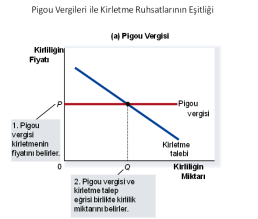 Pigou Vergileri ile Kirletme Ruhsatlarının Eşitliği
(a) Pigou Vergisi
Kirliliğin
Fiyatı
P
Pigou
vergisi
1. Pigou
vergisi
kirletmenin
fiyatını belirler.
Kirletme
talebi
0
Q
Kirliliğin
Miktarı
2. Pigou vergisi ve
kirletme talep
eğrisi birlikte kirlilik
miktarını belirler.